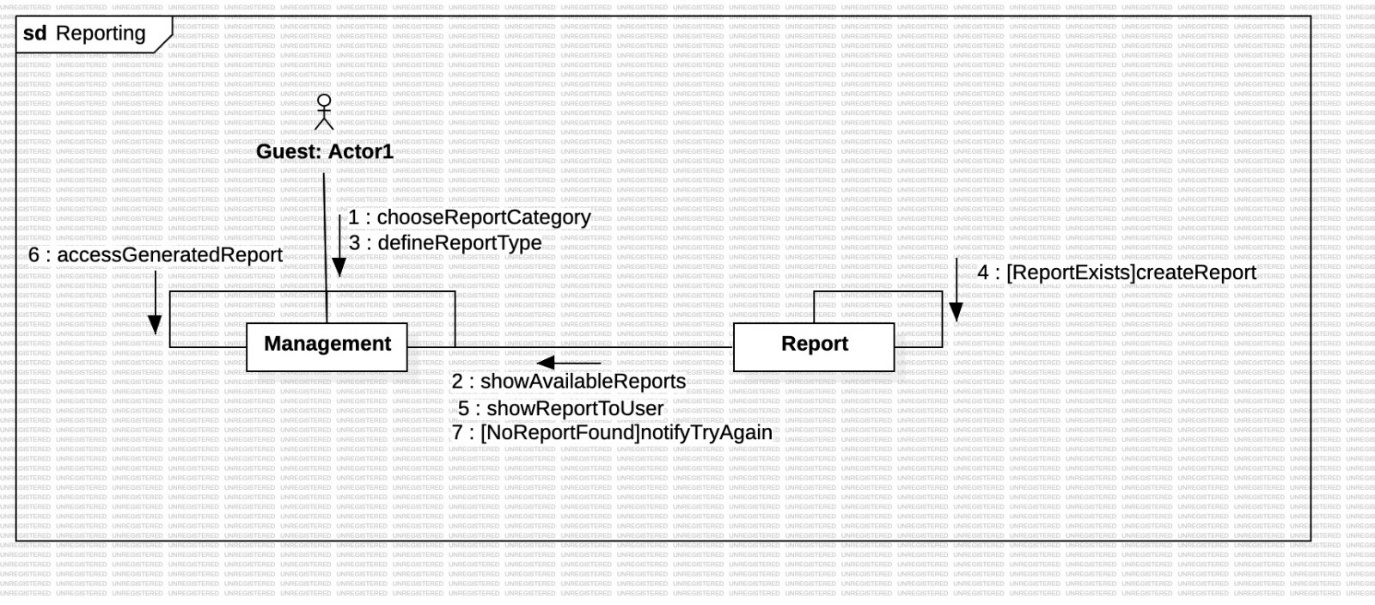 sd Reporting
Guest: Actor1
1 : chooseReportCategory
3 : defineReportType
6 : accessGeneratedReport
4 : [ReportExists]createReport
Management
Report
2 : showAvailableReports
5 : showReportToUser
7 : [NoReportFound]notifyTryAgain
UNREGISTERED